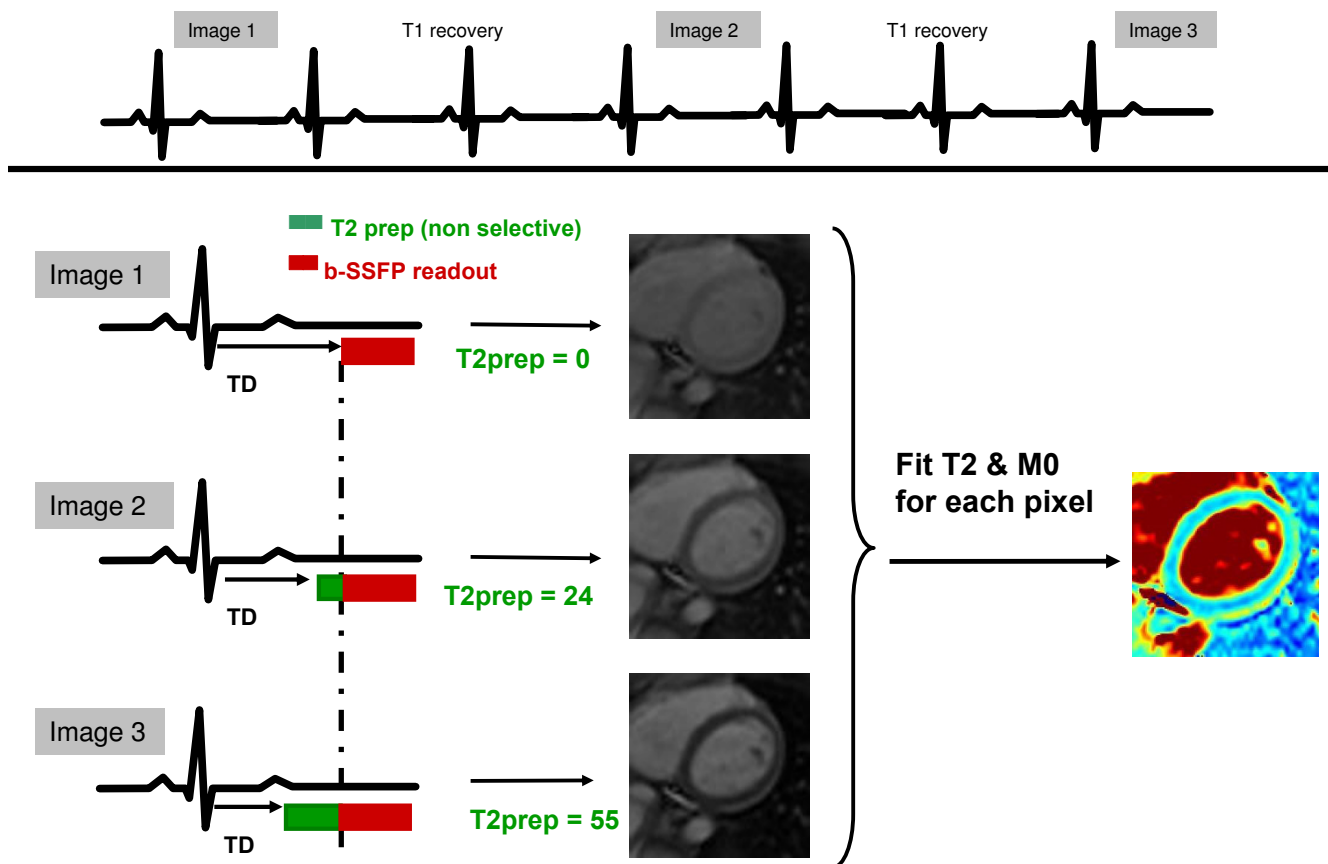 Image 1
T1 recovery
Image 2
T1 recovery
Image 3
T2 prep (non selective)
b-SSFP readout
Image 1
TD
T2prep = 0
Image 2
TD
T2prep = 24
Image 3
TD
T2prep = 55
Fit T2 & M0
for each pixel